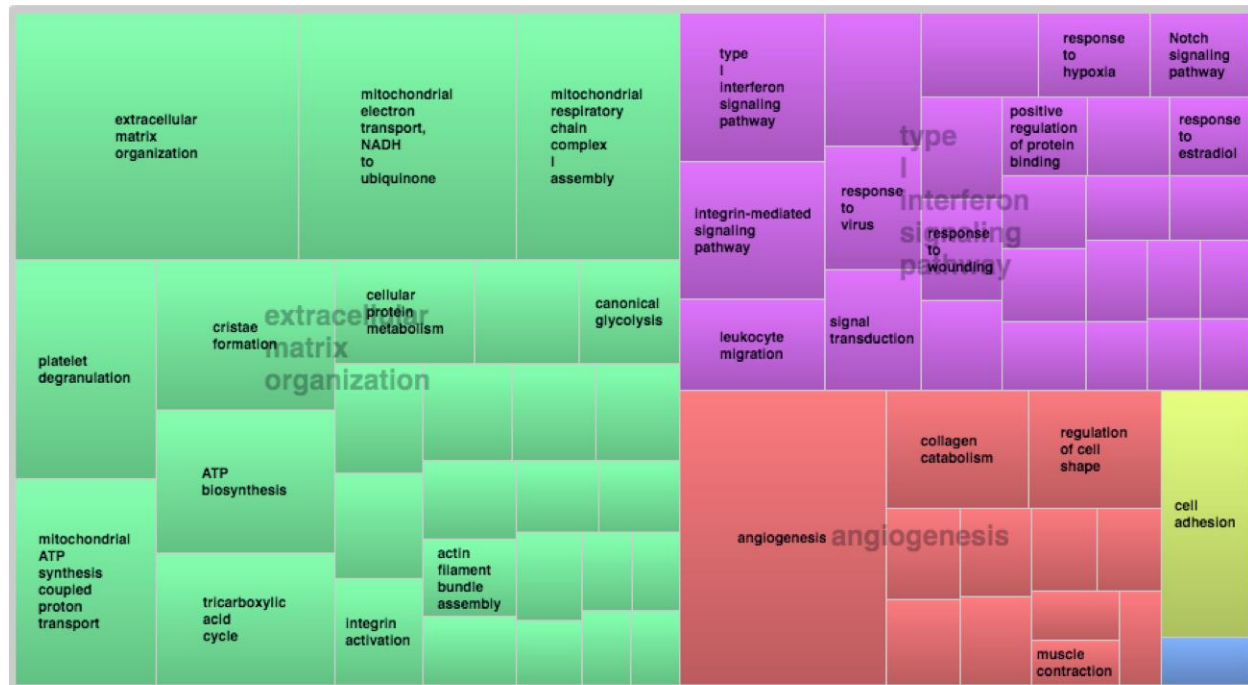 extracellular
matrix
organization
mitochondrial
electron
transport,
NADH
to
ubiquinone
mitochondrial
respiratory
chain
complex
I
assembly
platelet
degranulation
cristae
formation
cellular
protein
metabolism
canonical
glycolysis
extracellular
matrix
organization
ATP
biosynthesis
mitochondrial
ATP
synthesis
coupled
proton
transport
tricarboxylic
acid
cycle
integrin
activation
actin
filament
bundle
assembly
type
I
interferon
signaling
pathway
response
to
hypoxia
Notch
signaling
pathway
integrin-mediated
signaling
pathway
response
to
virus
positive
regulation
of protein
binding
response
to
estradiol
type
I
interferon
signaling
pathway
response
to
wounding
leukocyte
migration
signal
transduction
angiogenesis
collagen
catabolism
regulation
of cell
shape
angiogenesis
muscle
contraction
cell
adhesion